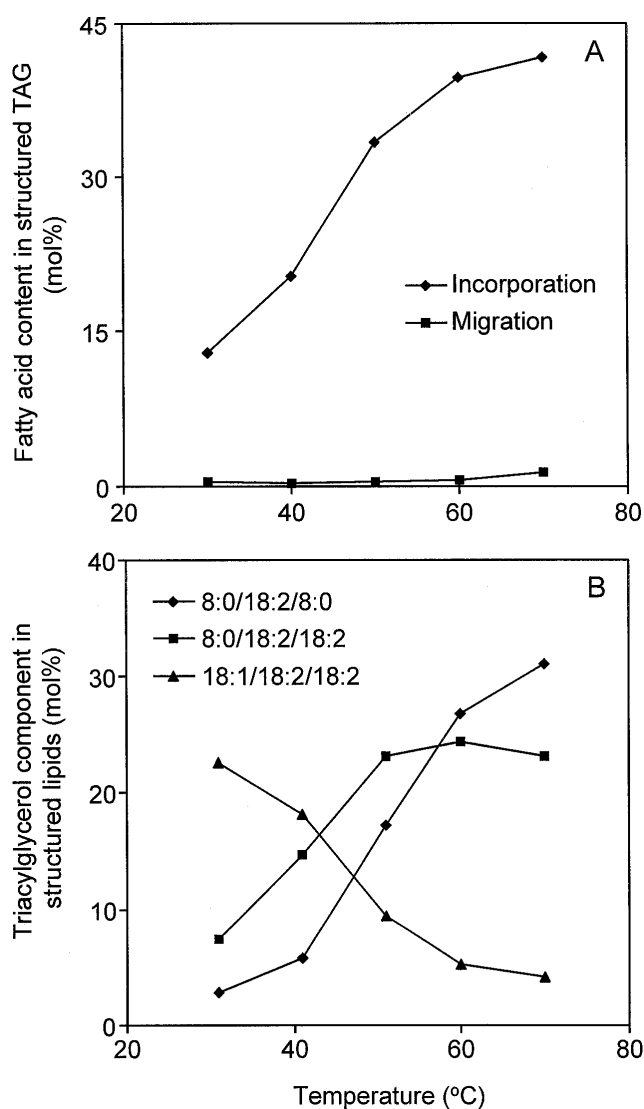 Fatty acid content in structured TAG
(mol%)
45
30
15
0
A
Incorporation
Migration
20
40
60
80
Triacylglycerol component in
structured lipids (mol%)
40
30
20
10
0
B
8:0/18:2/8:0
8:0/18:2/18:2
18:1/18:2/18:2
20
40
60
80
Temperature (ºC)